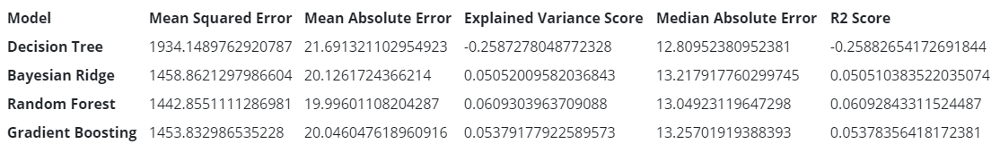 Model Mean Squared Error Mean Absolute Error Explained Variance Score Median Absolute Error R2 Score
Decision Tree 1934.1489762920787 21.691321102954923 -0.2587278048772328 12.80952380952381 -0.25882654172691844
Bayesian Ridge 1458.8621297986604 20.1261724366214 0.05052009582036843 13.217917760299745 0.050510383522035074
Random Forest 1442.8551111286981 19.99601108204287 0.0609303963709088 13.04923119647298 0.06092843311524487
Gradient Boosting 1453.832986535228 20.046047618960916 0.05379177922589573 13.25701919388393 0.05378356418172381